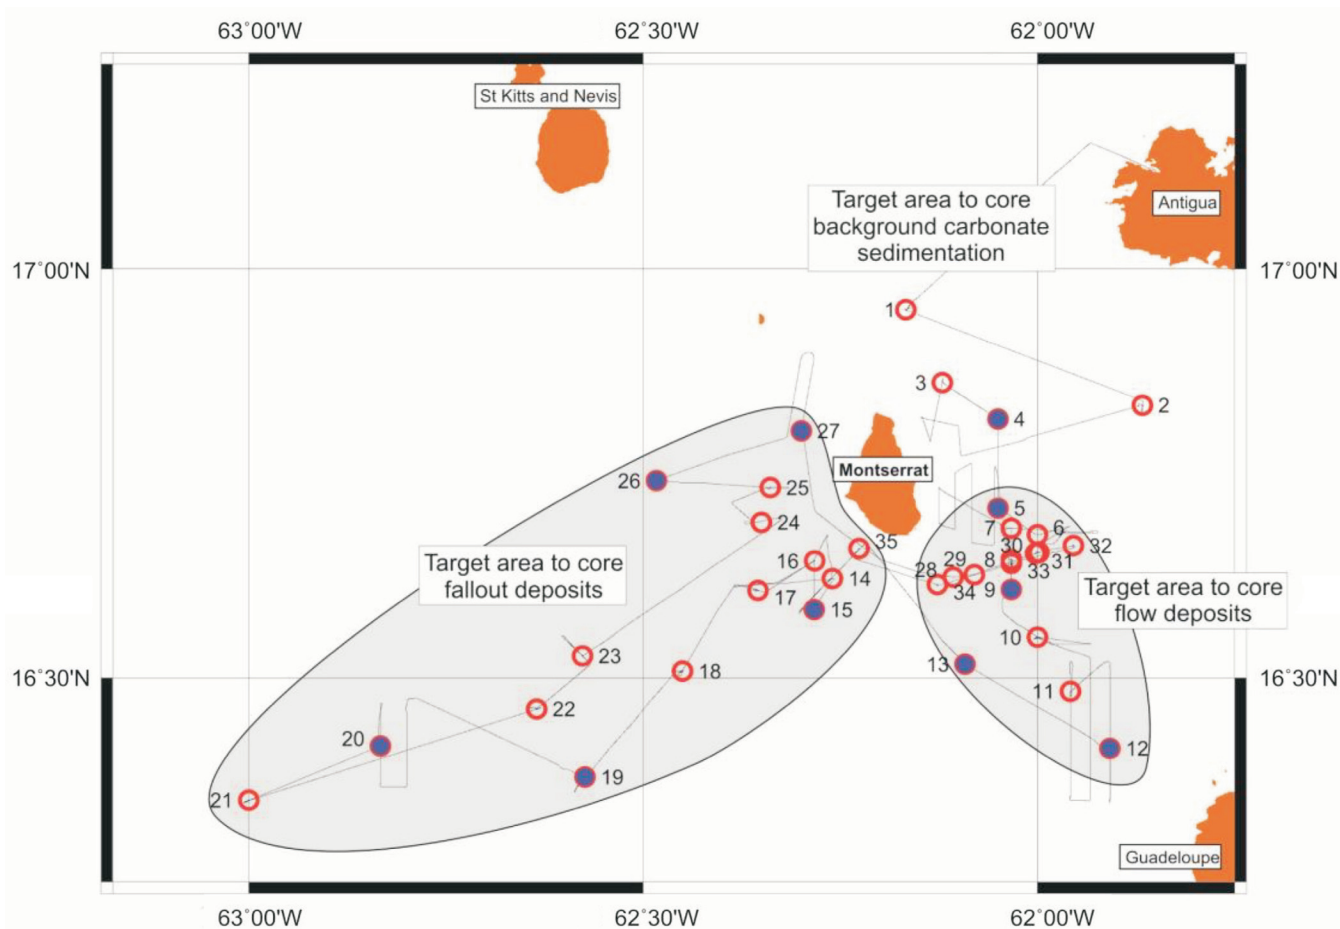 63°00'W
62°30'W
62°00'W
St Kitts and Nevis
Target area to core
background carbonate
sedimentation
Antigua
17°00'N
17°00'N
1
3
2
4
27
Montserrat
26
25
5
24
7
6
35
30
32
16
29
8
31
28
33
14
Target area to core
fallout deposits
17
34
9
Target area to core
flow deposits
15
10
23
13
18
16°30'N
16°30'N
11
22
20
12
19
21
Guadeloupe
63°00'W
62°30'W
62°00'W